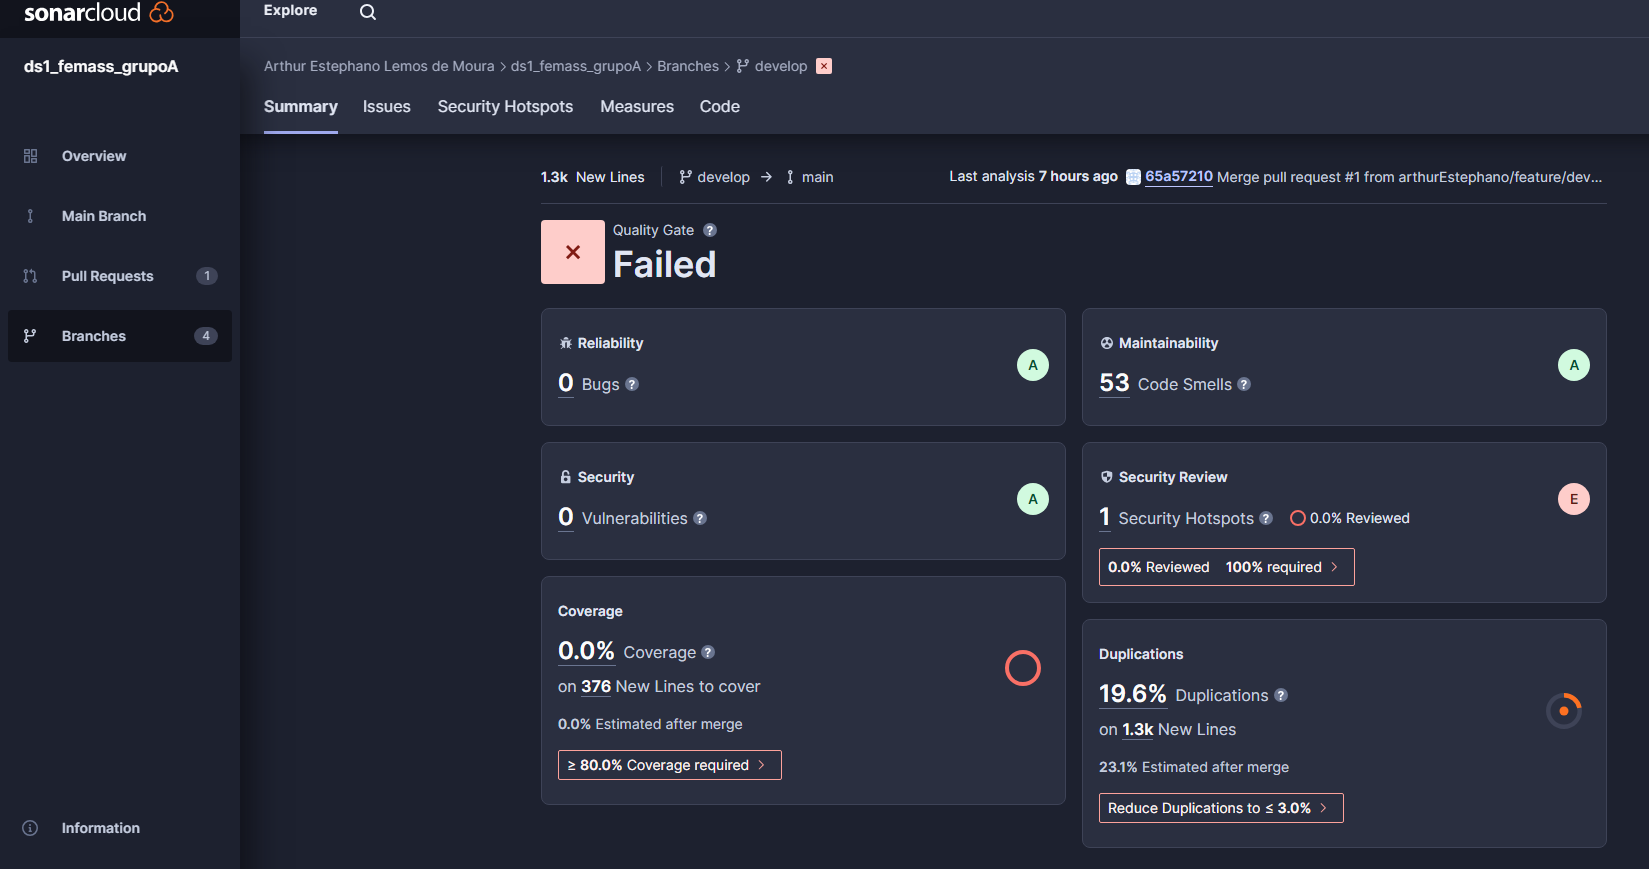 sonarcloud
Explore
ds1_femass_grupoA
Arthur Estephano Lemos de Moura > ds1_femass_grupoA > Branches > develop
Summary Issues Security Hotspots Measures Code
Overview
Main Branch
Pull Requests 1
Branches 4
Information
1.3k New Lines develop → main Last analysis 7 hours ago 65a57210 Merge pull request #1 from arthurEstephano/feature/dev...
Quality Gate ?
Failed
Reliability
0 Bugs ? A
Maintainability
53 Code Smells ? A
Security
0 Vulnerabilities ? A
Security Review
1 Security Hotspots ? 0.0% Reviewed E
0.0% Reviewed 100% required >
Coverage
0.0% Coverage ?
on 376 New Lines to cover
0.0% Estimated after merge
≥ 80.0% Coverage required >
Duplications
19.6% Duplications ?
on 1.3k New Lines
23.1% Estimated after merge
Reduce Duplications to ≤ 3.0% >